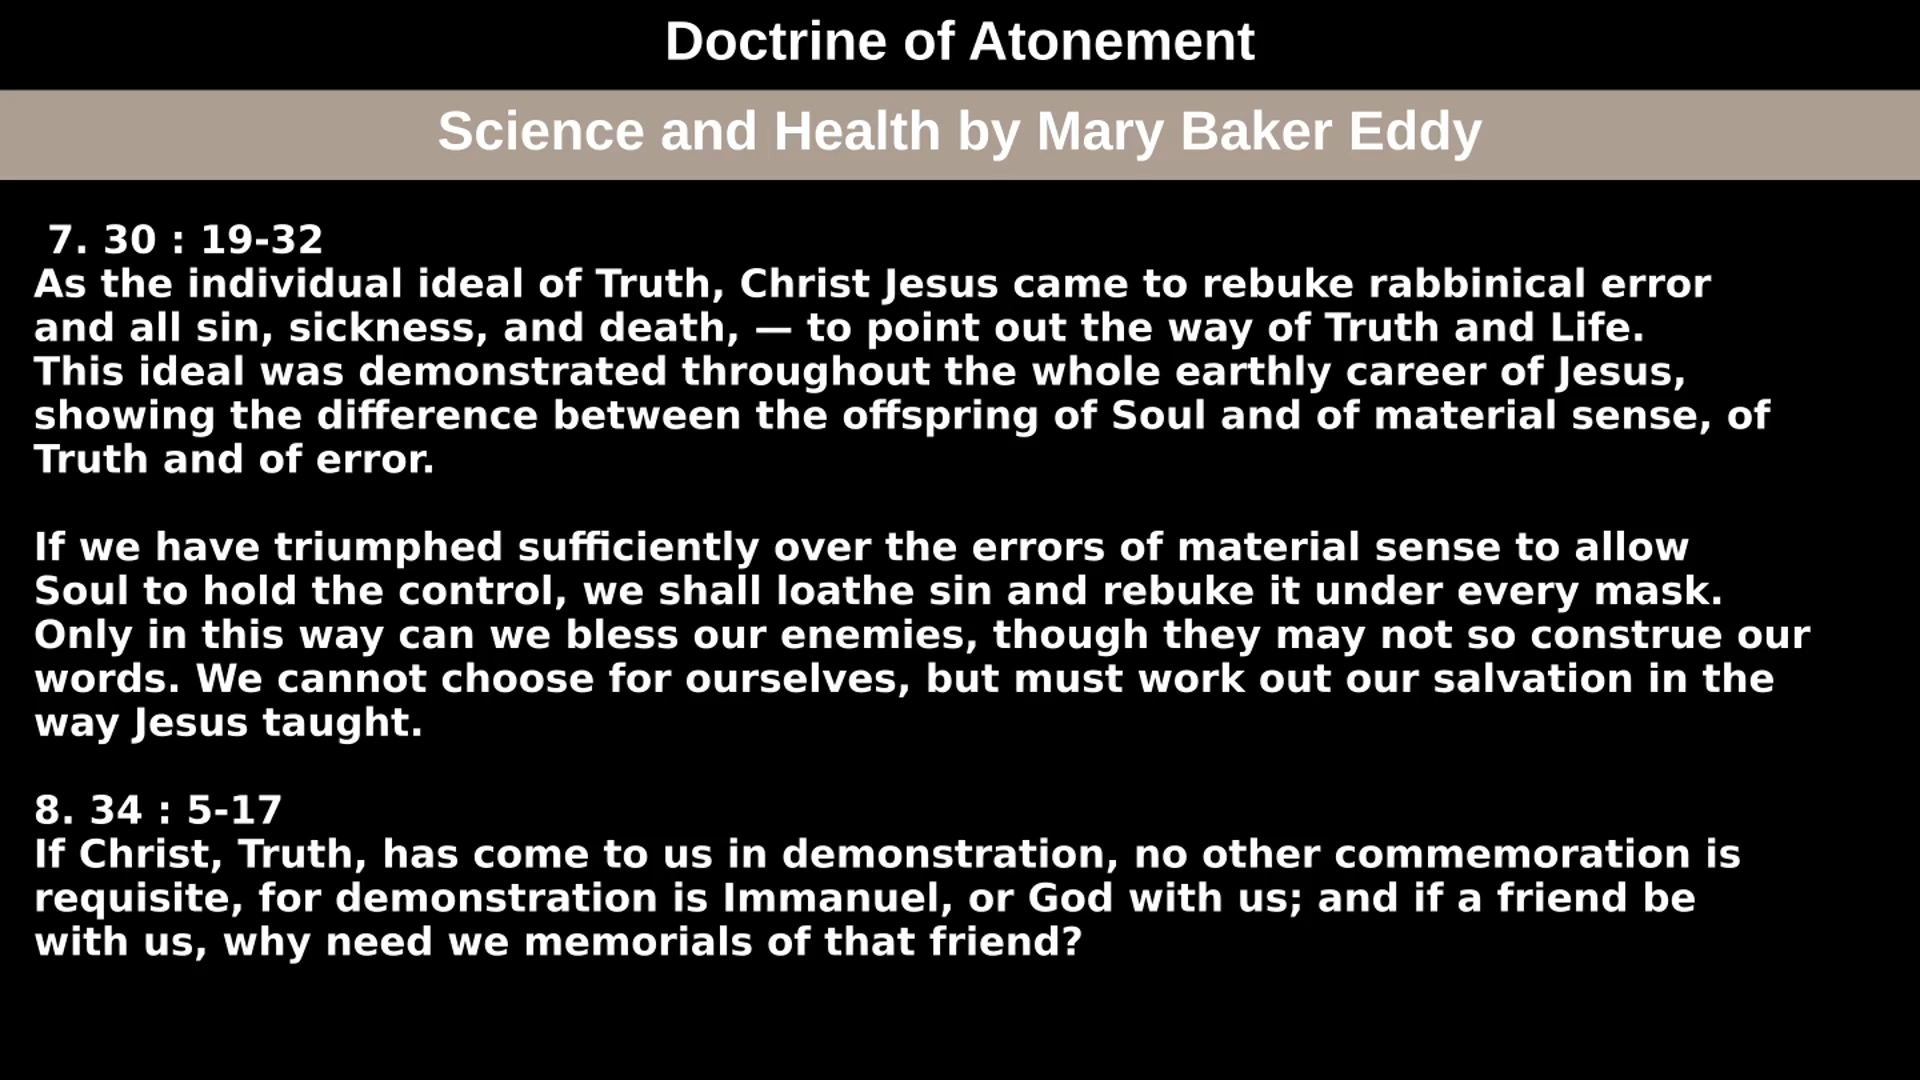 Doctrine of Atonement
Science and Health by Mary Baker Eddy
7. 30 : 19-32
As the individual ideal of Truth, Christ Jesus came to rebuke rabbinical error
and all sin, sickness, and death, — to point out the way of Truth and Life.
This ideal was demonstrated throughout the whole earthly career of Jesus,
showing the difference between the offspring of Soul and of material sense, of
Truth and of error.
If we have triumphed sufficiently over the errors of material sense to allow
Soul to hold the control, we shall loathe sin and rebuke it under every mask.
Only in this way can we bless our enemies, though they may not so construe our
words. We cannot choose for ourselves, but must work out our salvation in the
way Jesus taught.
8. 34 : 5-17
If Christ, Truth, has come to us in demonstration, no other commemoration is
requisite, for demonstration is Immanuel, or God with us; and if a friend be
with us, why need we memorials of that friend?